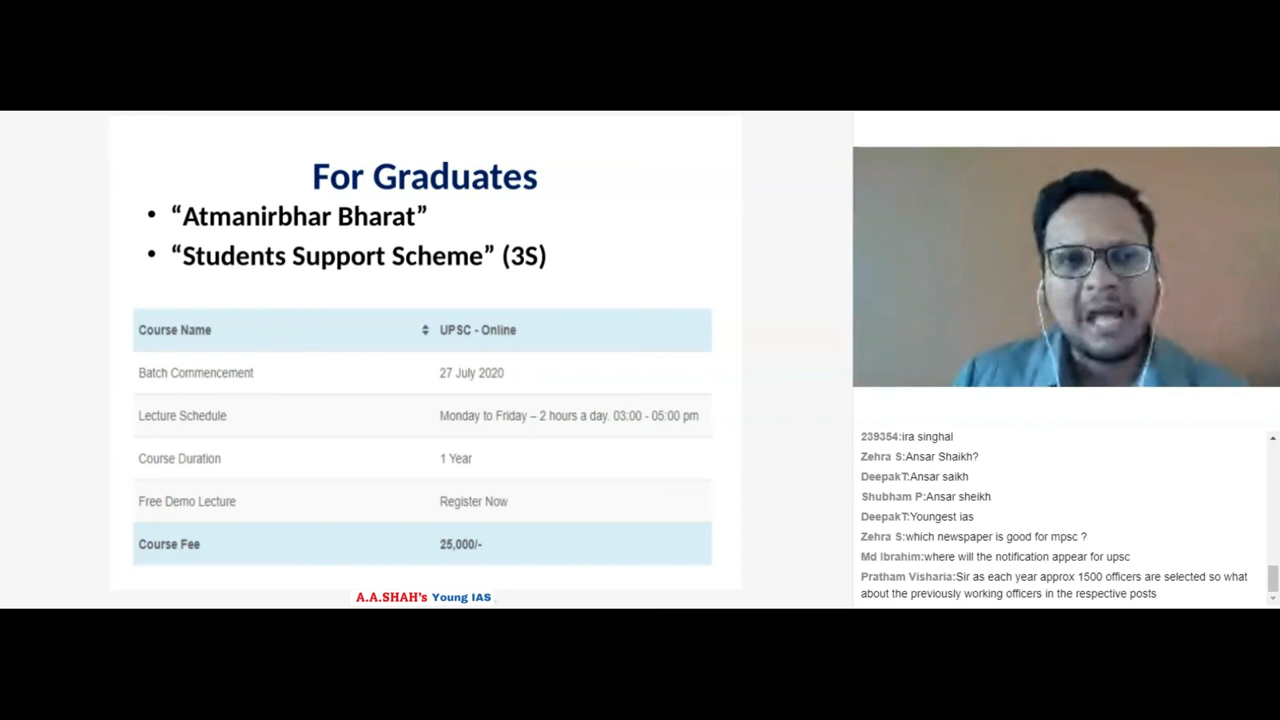 For Graduates
• “Atmanirbhar Bharat”
• “Students Support Scheme” (3S)
Course Name UPSC - Online
Batch Commencement 27 July 2020
Lecture Schedule Monday to Friday – 2 hours a day. 03:00 - 05:00 pm
Course Duration 1 Year
Free Demo Lecture Register Now
Course Fee 25,000/-
A.A.SHAH's Young IAS
239354:ira singhal
Zehra S:Ansar Shaikh?
DeepakT:Ansar saikh
Shubham P:Ansar sheikh
DeepakT:Youngest ias
Zehra S:which newspaper is good for mpsc ?
Md Ibrahim:where will the notification appear for upsc
Pratham Visharia:Sir as each year approx 1500 officers are selected so what
about the previously working officers in the respective posts